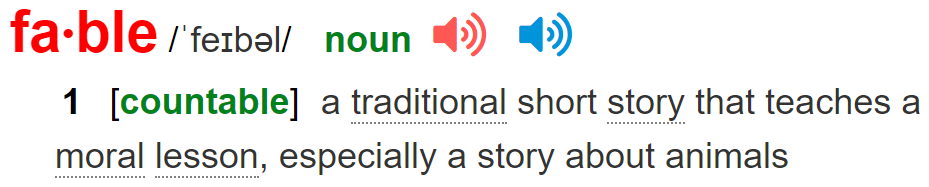 fa·ble /ˈfeɪbəl/ noun
1 [countable] a traditional short story that teaches a
moral lesson, especially a story about animals